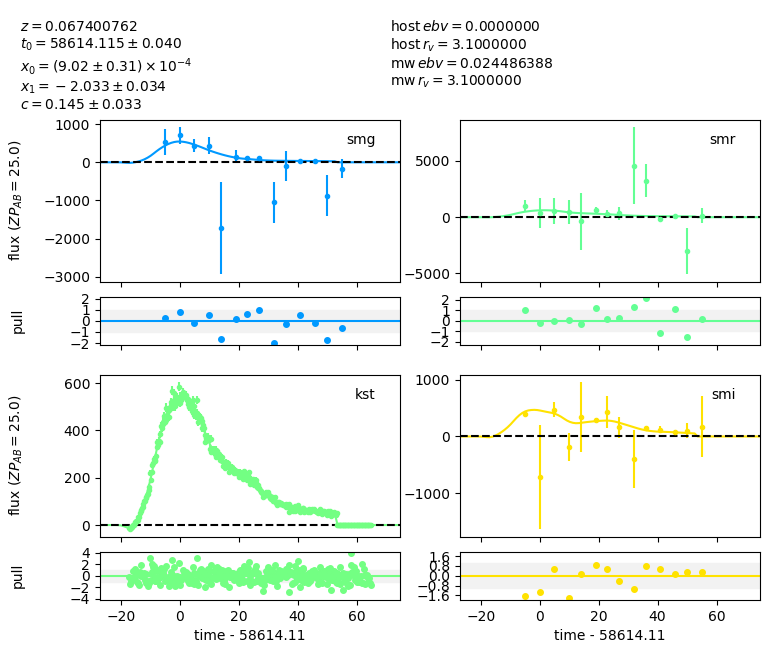 z = 0.067400762
t₀ = 58614.115 ± 0.040
x₀ = (9.02 ± 0.31) × 10⁻⁴
x₁ = −2.033 ± 0.034
c = 0.145 ± 0.033
host ebv = 0.0000000
host r_v = 3.1000000
mw ebv = 0.024486388
mw r_v = 3.1000000
flux (ZP_AB = 25.0)
1000
0
−1000
−2000
−3000
smg
5000
0
−5000
smr
pull
2
1
0
−1
−2
2
1
0
−1
−2
flux (ZP_AB = 25.0)
600
400
200
0
kst
1000
0
−1000
smi
pull
4
2
0
−2
−4
−20 0 20 40 60
time - 58614.11
1.6
0.8
0.0
−0.8
−1.6
−20 0 20 40 60
time - 58614.11